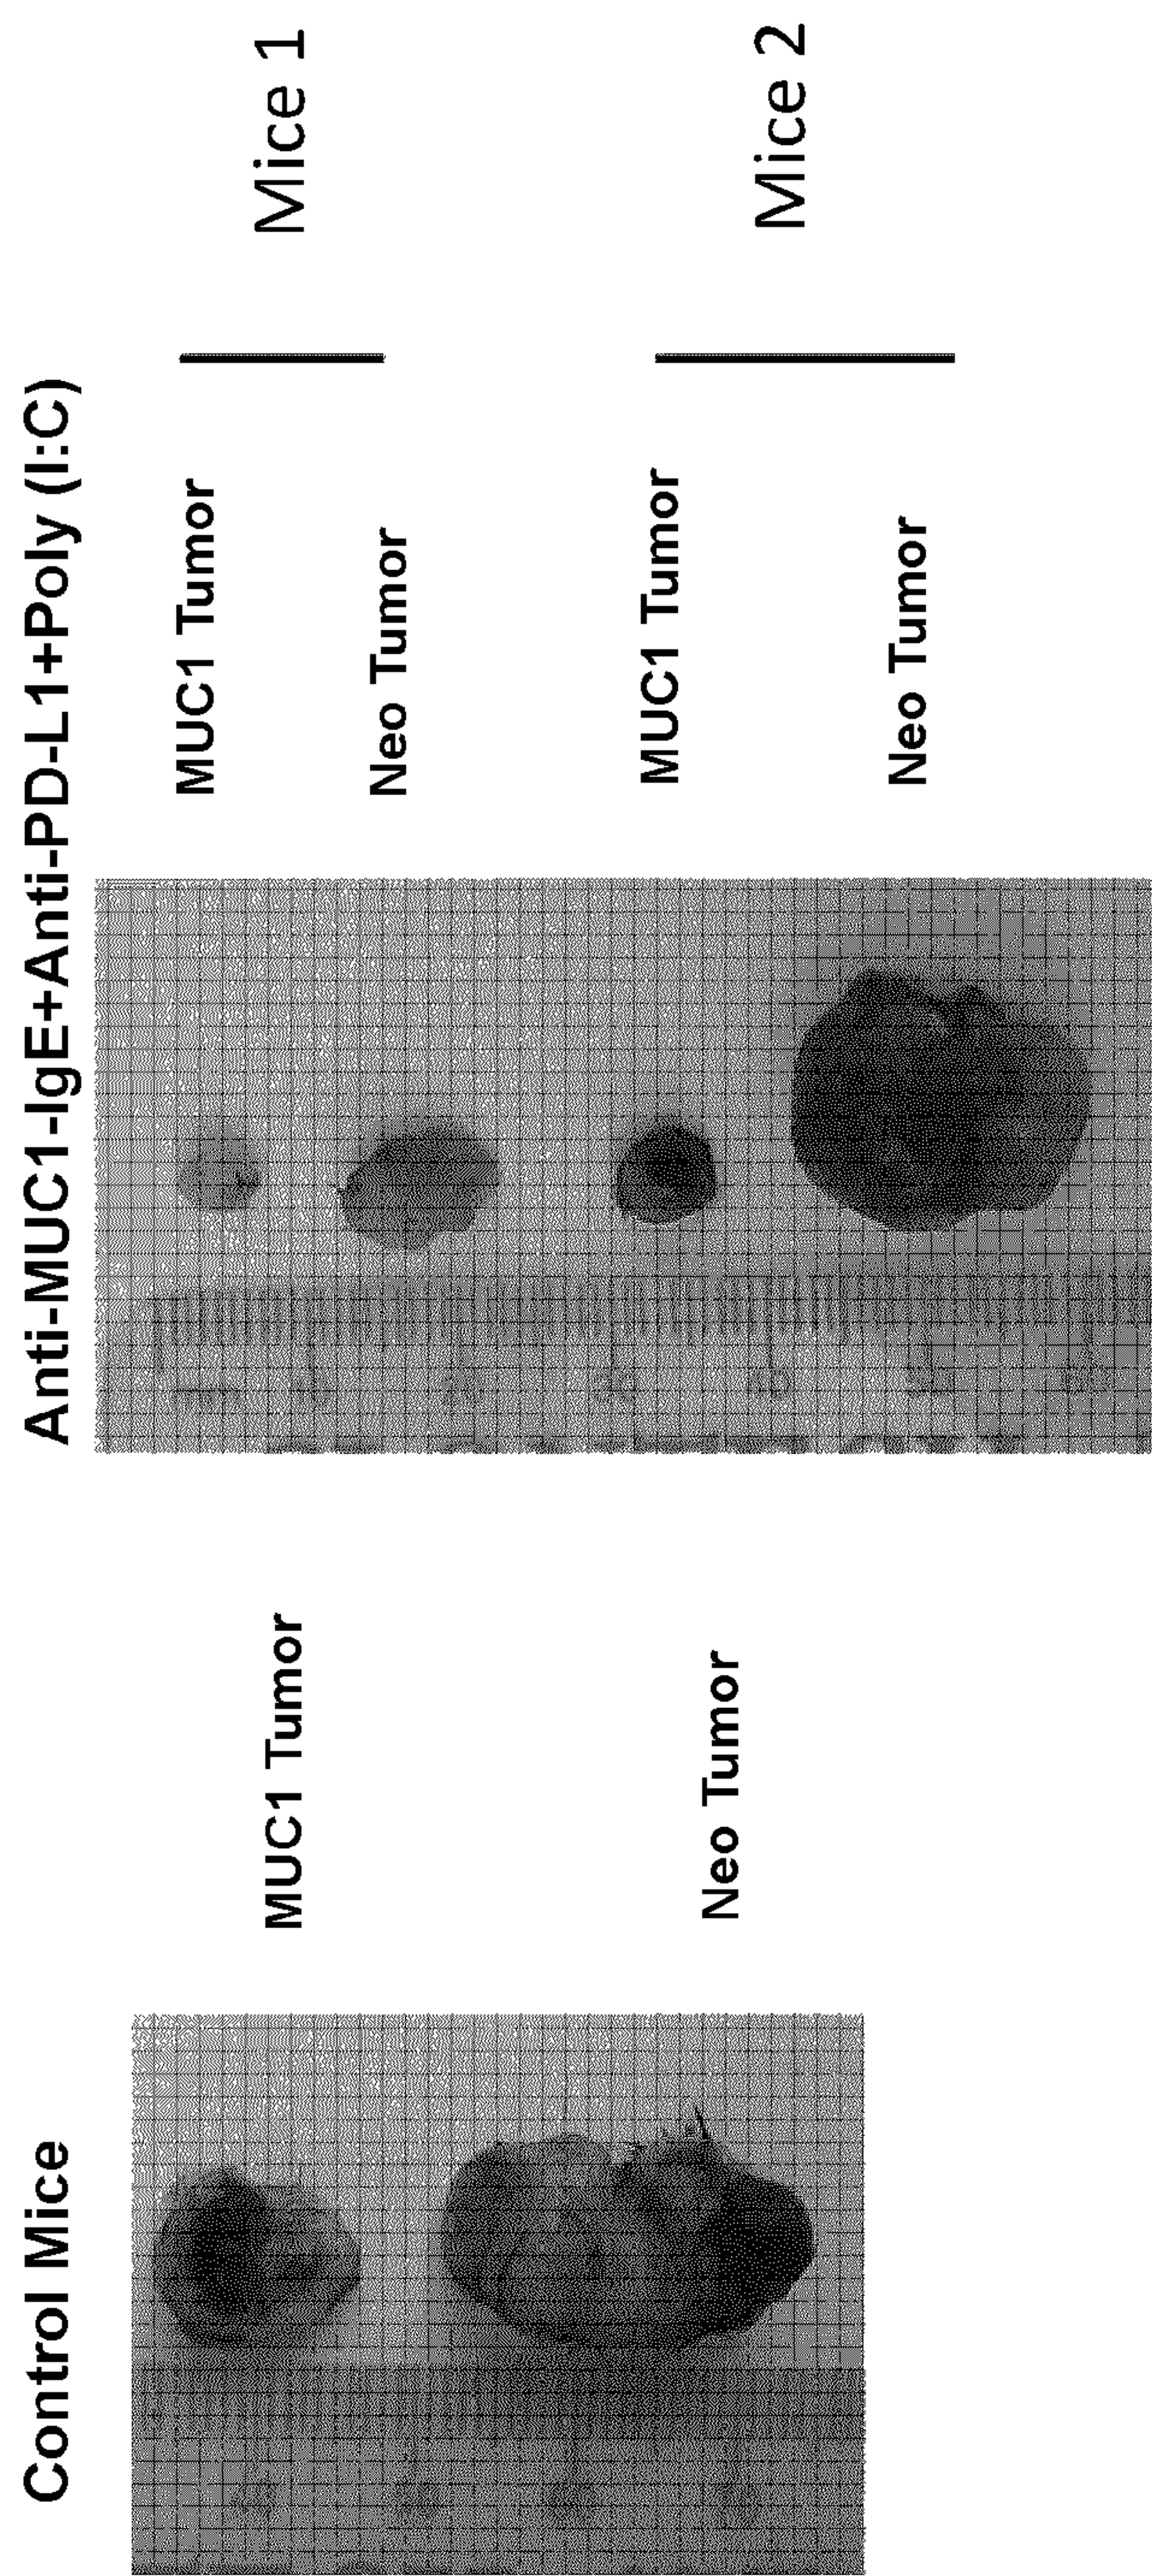 Control Mice
MUC1 Tumor
Neo Tumor
Anti-MUC1-IgE+Anti-PD-L1+Poly (I:C)
MUC1 Tumor
Neo Tumor
MUC1 Tumor
Neo Tumor
Mice 1
Mice 2